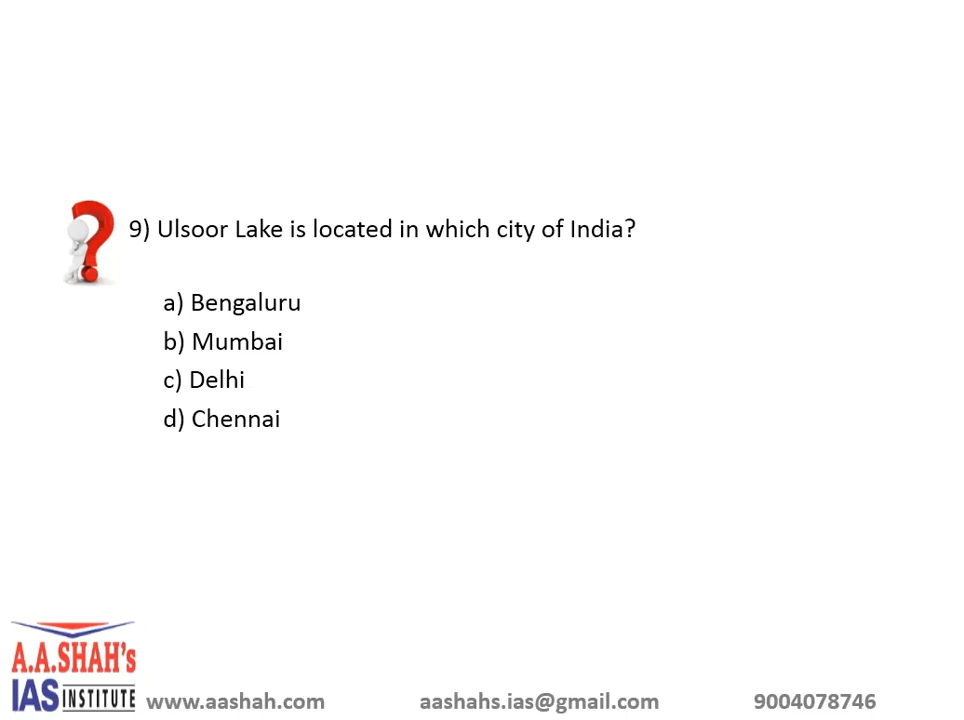 9) Ulsoor Lake is located in which city of India?
a) Bengaluru
b) Mumbai
c) Delhi
d) Chennai
A.A.SHAH's
IAS INSTITUTE
www.aashah.com aashahs.ias@gmail.com 9004078746